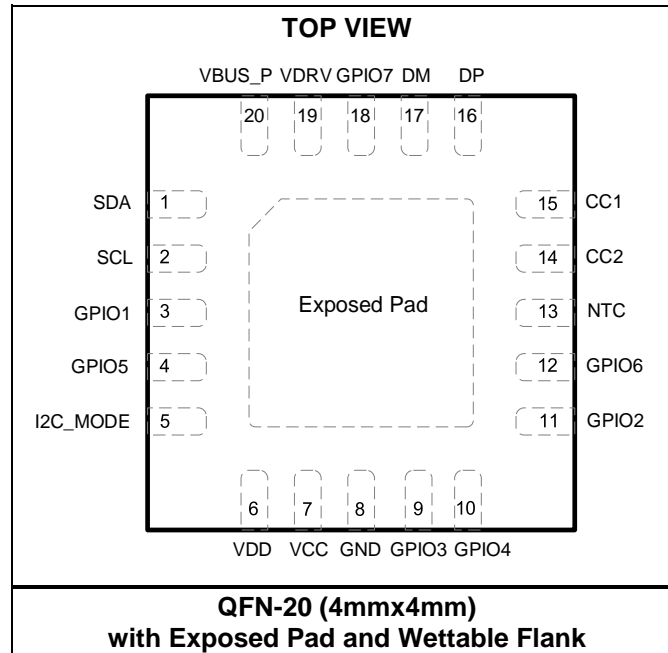 TOP VIEW
VBUS_P VDRV GPIO7 DM DP
20 19 18 17 16
SDA 1 15 CC1
SCL 2 14 CC2
Exposed Pad
GPIO1 3 13 NTC
GPIO5 4 12 GPIO6
I2C_MODE 5 11 GPIO2
6 7 8 9 10
VDD VCC GND GPIO3 GPIO4
QFN-20 (4mmx4mm)
with Exposed Pad and Wettable Flank